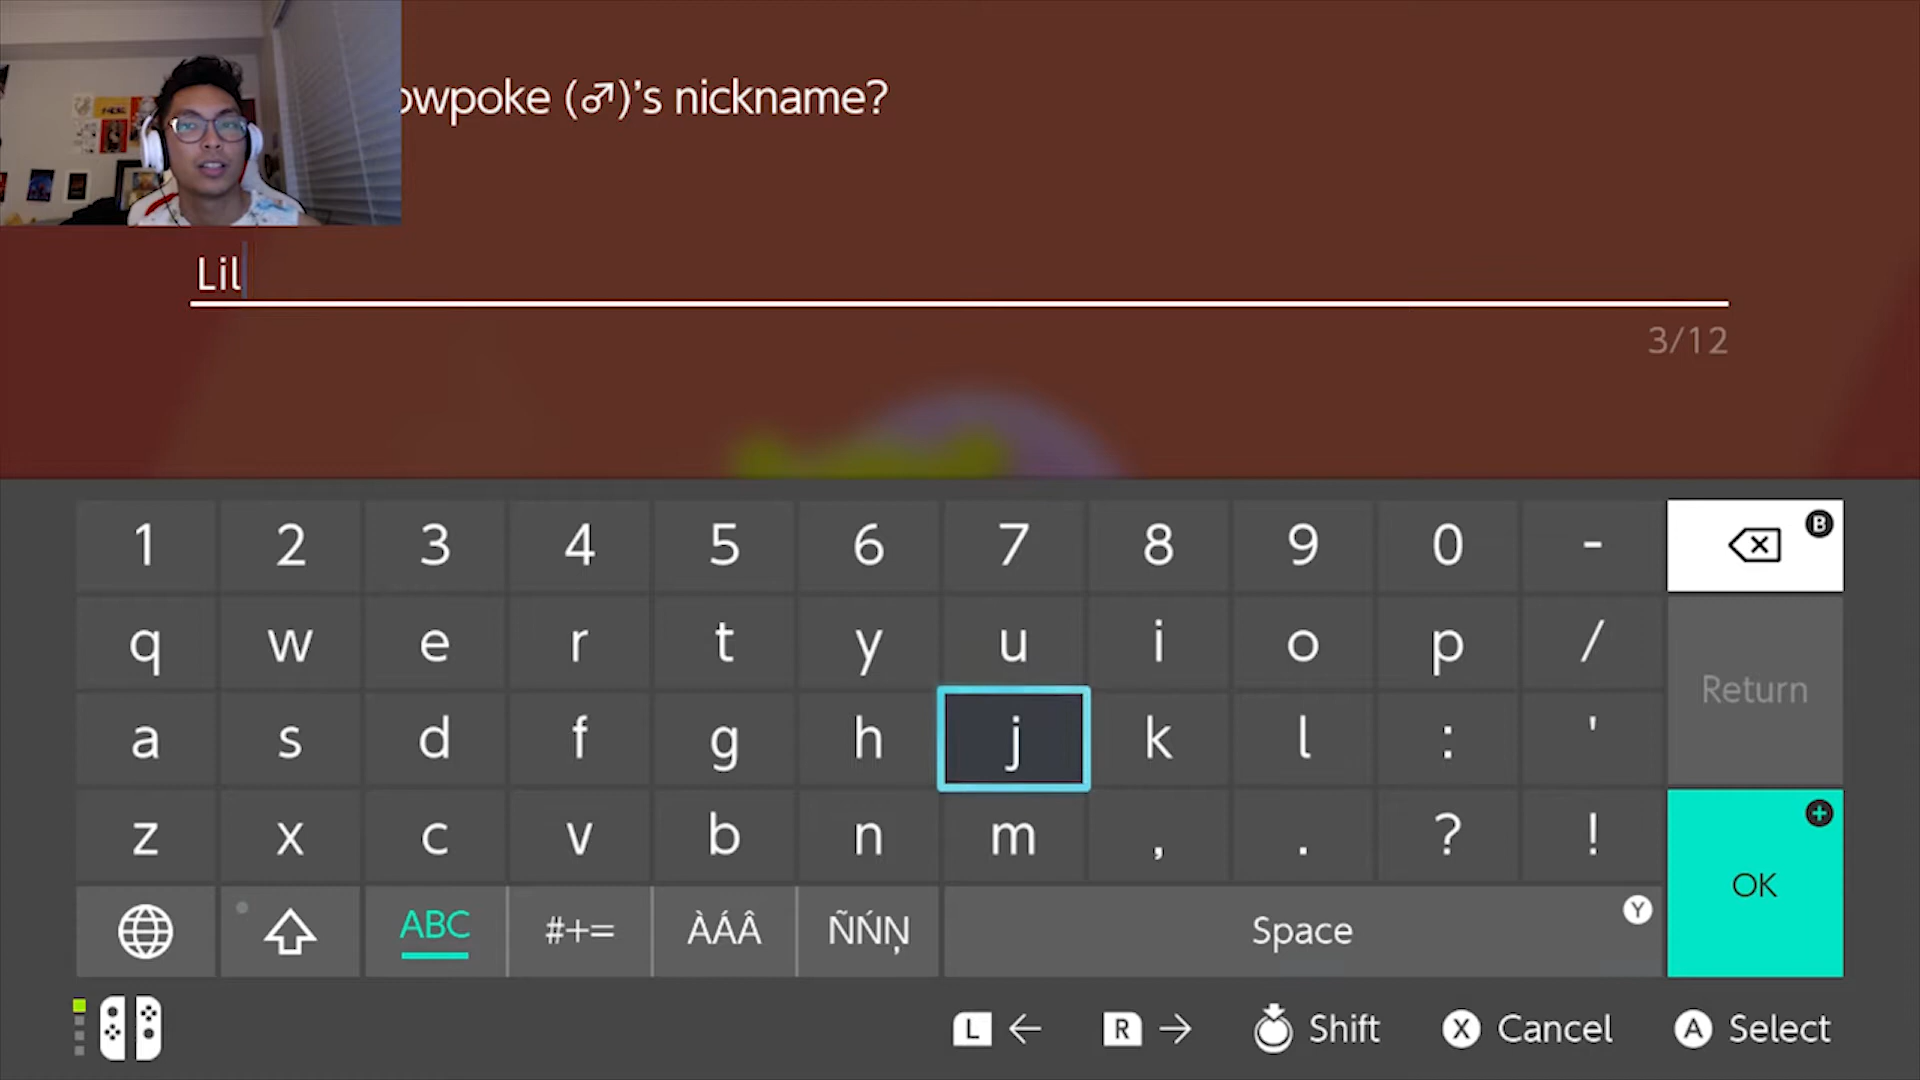 owpoke (♂)'s nickname?
Lil
3/12
1 2 3 4 5 6 7 8 9 0 - B
q w e r t y u i o p /
Return
a s d f g h j k l : '
z x c v b n m , . ? ! +
OK
ABC #+= ÀÁÂ ÑŃŅ Space Y
L ← R → Shift X Cancel A Select